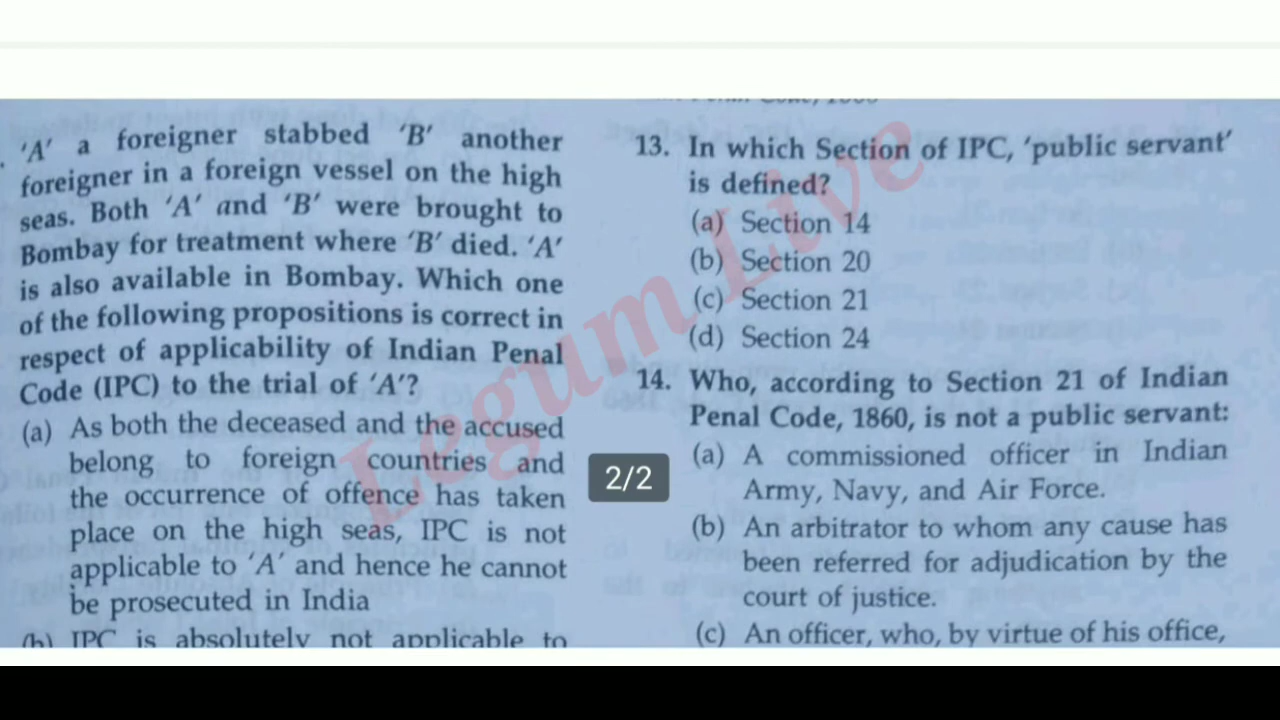 'A' a foreigner stabbed 'B' another
foreigner in a foreign vessel on the high
seas. Both 'A' and 'B' were brought to
Bombay for treatment where 'B' died. 'A'
is also available in Bombay. Which one
of the following propositions is correct in
respect of applicability of Indian Penal
Code (IPC) to the trial of 'A'?
(a) As both the deceased and the accused
belong to foreign countries and
the occurrence of offence has taken
place on the high seas, IPC is not
applicable to 'A' and hence he cannot
be prosecuted in India
(b) IPC is absolutely not applicable to
13. In which Section of IPC, 'public servant'
is defined?
(a) Section 14
(b) Section 20
(c) Section 21
(d) Section 24
14. Who, according to Section 21 of Indian
Penal Code, 1860, is not a public servant:
(a) A commissioned officer in Indian
Army, Navy, and Air Force.
(b) An arbitrator to whom any cause has
been referred for adjudication by the
court of justice.
(c) An officer, who, by virtue of his office,
2/2
Legum Live